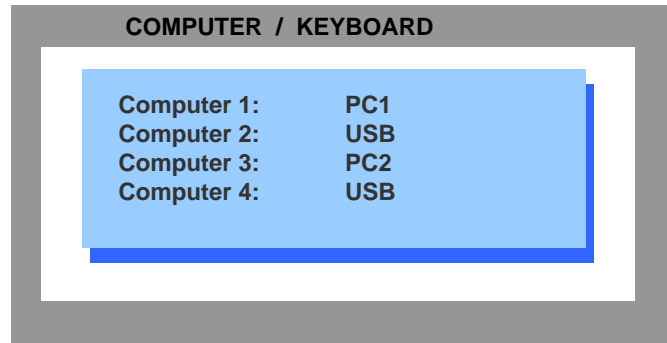 COMPUTER / KEYBOARD
Computer 1: PC1
Computer 2: USB
Computer 3: PC2
Computer 4: USB